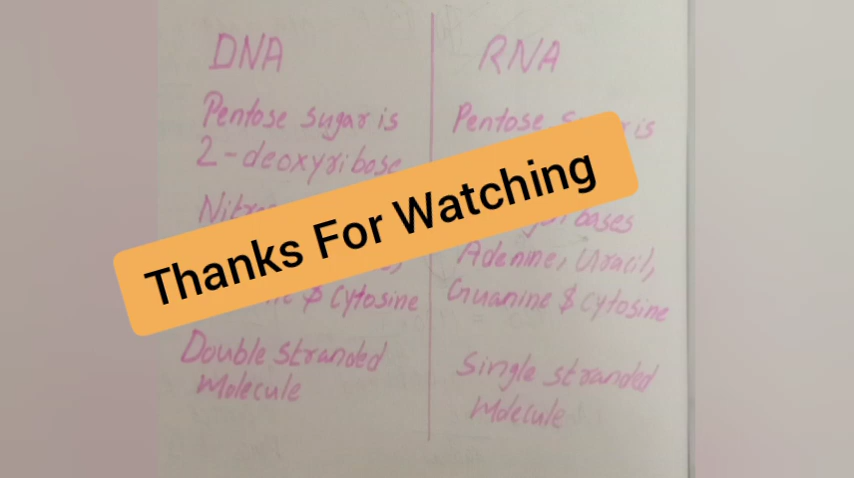 DNA
Pentose sugar is
2-deoxyribose
RNA
Pentose is
bases
Adenine, Uracil,
Guanine & cytosine
& Cytosine
Double stranded
Molecule
Single stranded
Molecule
Thanks For Watching